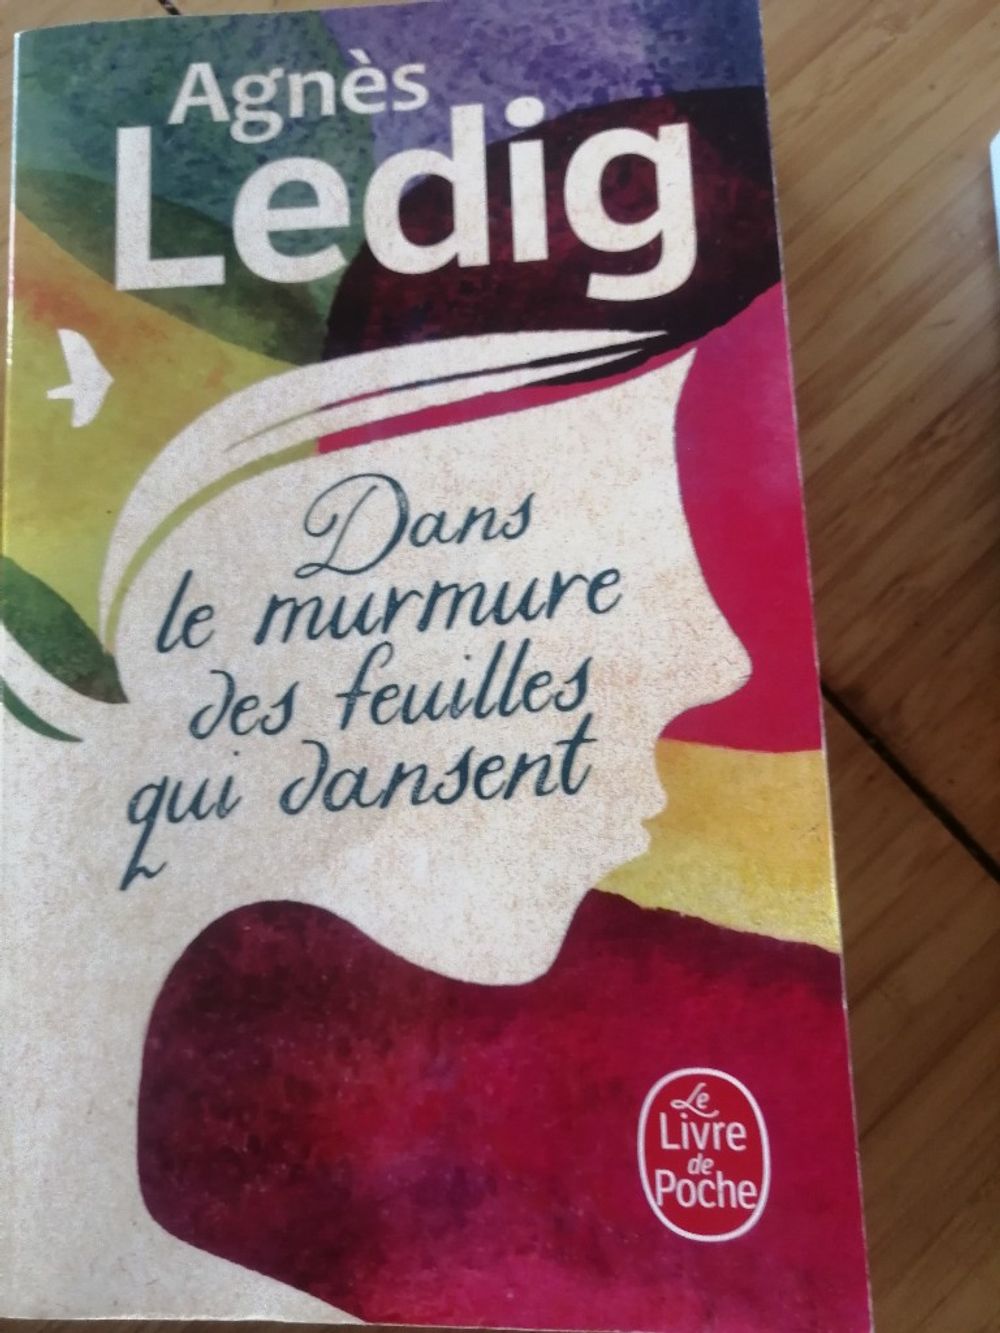 Agnès
Ledig
Dans
le murmure
des feuilles
qui dansent
Le
Livre
de
Poche